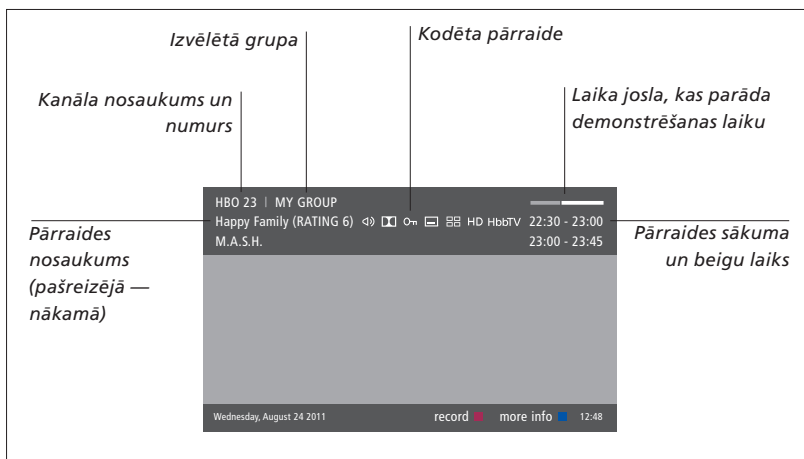 Izvēlētā grupa
Kodēta pārraide
Kanāla nosaukums un
numurs
Laika josla, kas parāda
demonstrēšanas laiku
HBO 23 | MY GROUP
Happy Family (RATING 6) HD HbbTV 22:30 - 23:00
M.A.S.H. 23:00 - 23:45
Pārraides
nosaukums
(pašreizējā —
nākamā)
Pārraides sākuma
un beigu laiks
Wednesday, August 24 2011 record more info 12:48